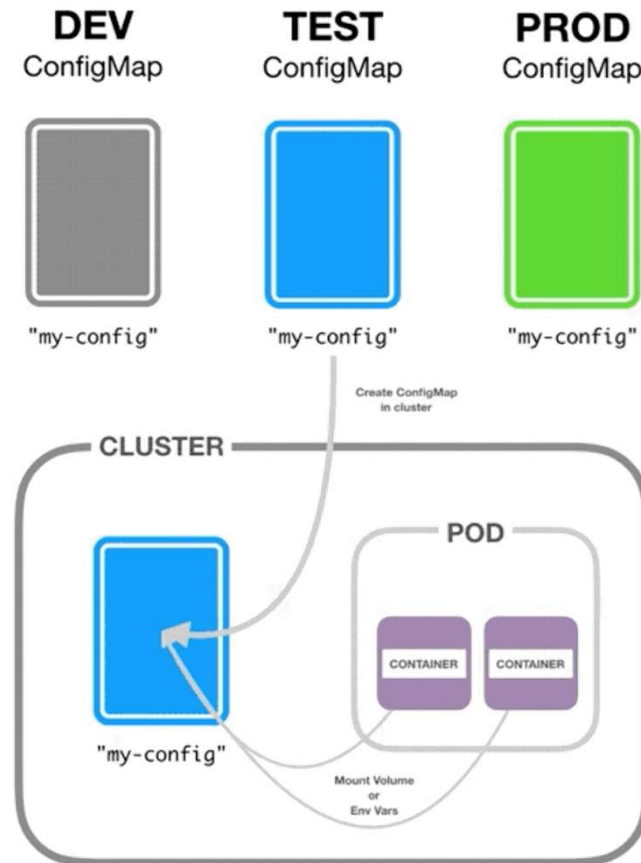 DEV
ConfigMap
TEST
ConfigMap
PROD
ConfigMap
"my-config"
"my-config"
"my-config"
Create ConfigMap
in cluster
CLUSTER
POD
CONTAINER
CONTAINER
"my-config"
Mount Volume
or
Env Vars